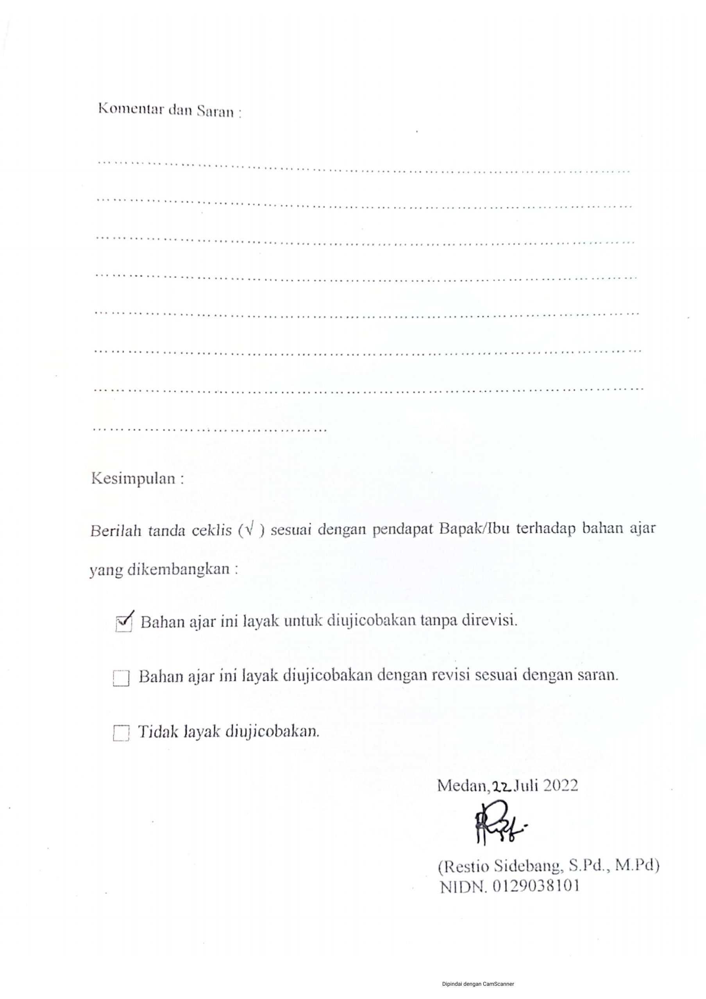 Komentar dan Saran :
................................................................................................
................................................................................................
................................................................................................
................................................................................................
................................................................................................
................................................................................................
................................................................................................
..........................................
Kesimpulan :
Berilah tanda ceklis (√ ) sesuai dengan pendapat Bapak/Ibu terhadap bahan ajar
yang dikembangkan :
☑ Bahan ajar ini layak untuk diujicobakan tanpa direvisi.
☐ Bahan ajar ini layak diujicobakan dengan revisi sesuai dengan saran.
☐ Tidak layak diujicobakan.
Medan, 22 Juli 2022
(Restio Sidebang, S.Pd., M.Pd)
NIDN. 0129038101
Dipindai dengan CamScanner